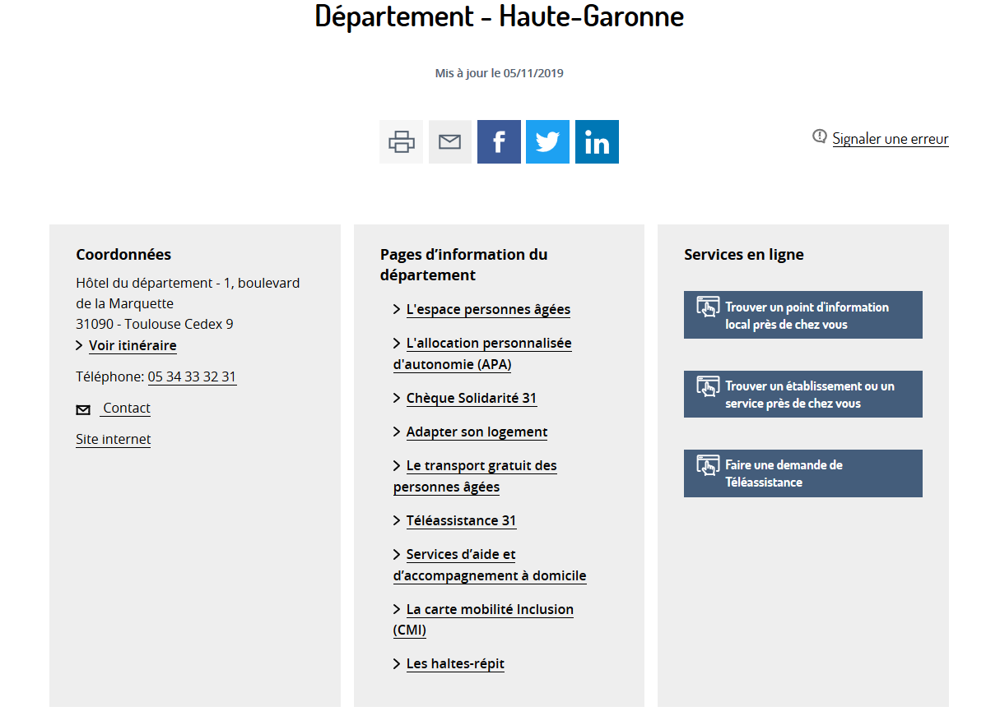 Département - Haute-Garonne
Mis à jour le 05/11/2019
f
in
Signaler une erreur
Coordonnées
Hôtel du département - 1, boulevard
de la Marquette
31090 - Toulouse Cedex 9
Voir itinéraire
Téléphone: 05 34 33 32 31
Contact
Site internet
Pages d’information du
département
L'espace personnes âgées
L'allocation personnalisée
d'autonomie (APA)
Chèque Solidarité 31
Adapter son logement
Le transport gratuit des
personnes âgées
Téléassistance 31
Services d’aide et
d’accompagnement à domicile
La carte mobilité Inclusion
(CMI)
Les haltes-répit
Services en ligne
Trouver un point d'information
local près de chez vous
Trouver un établissement ou un
service près de chez vous
Faire une demande de
Téléassistance